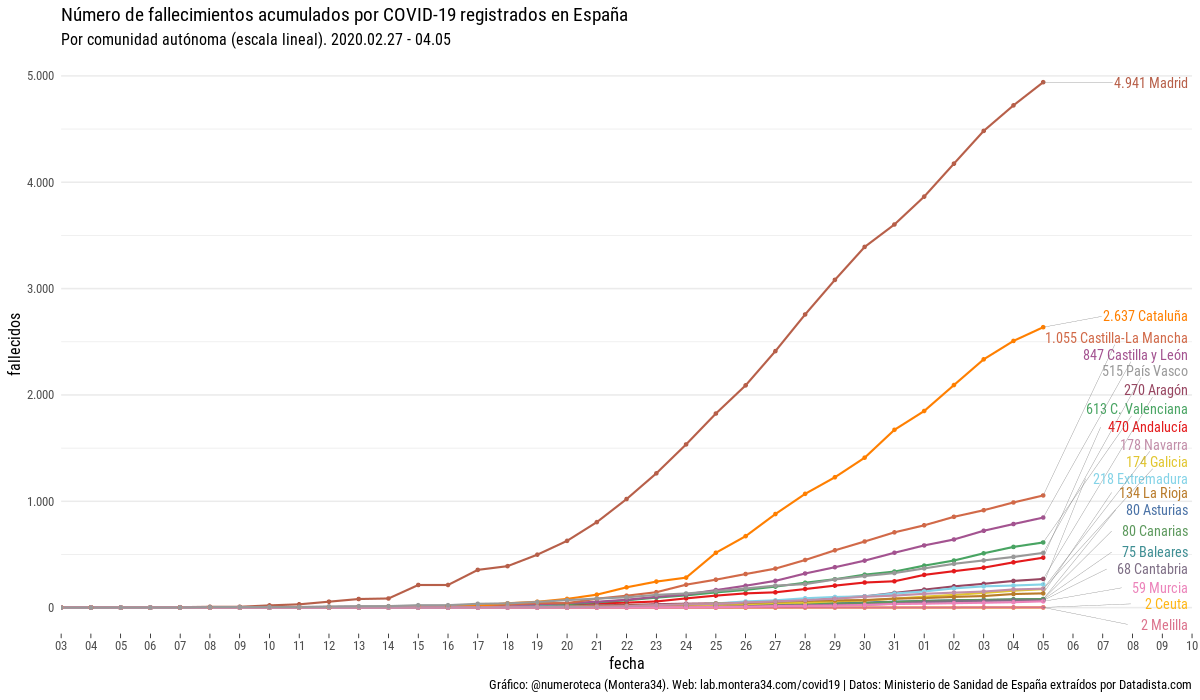 Número de fallecimientos acumulados por COVID-19 registrados en España
Por comunidad autónoma (escala lineal). 2020.02.27 - 04.05
fallecidos
5.000
4.000
3.000
2.000
1.000
0
4.941 Madrid
2.637 Cataluña
1.055 Castilla-La Mancha
847 Castilla y León
515 País Vasco
270 Aragón
613 C. Valenciana
470 Andalucía
178 Navarra
174 Galicia
218 Extremadura
134 La Rioja
80 Asturias
80 Canarias
75 Baleares
68 Cantabria
59 Murcia
2 Ceuta
2 Melilla
03 04 05 06 07 08 09 10 11 12 13 14 15 16 17 18 19 20 21 22 23 24 25 26 27 28 29 30 31 01 02 03 04 05 06 07 08 09 10
fecha
Gráfico: @numeroteca (Montera34). Web: lab.montera34.com/covid19 | Datos: Ministerio de Sanidad de España extraídos por Datadista.com